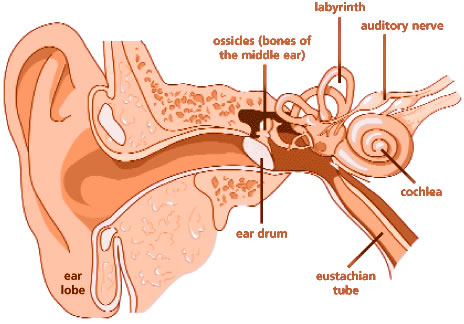 labyrinth
ossicles (bones of
the middle ear)
auditory nerve
cochlea
ear drum
eustachian
tube
ear
lobe